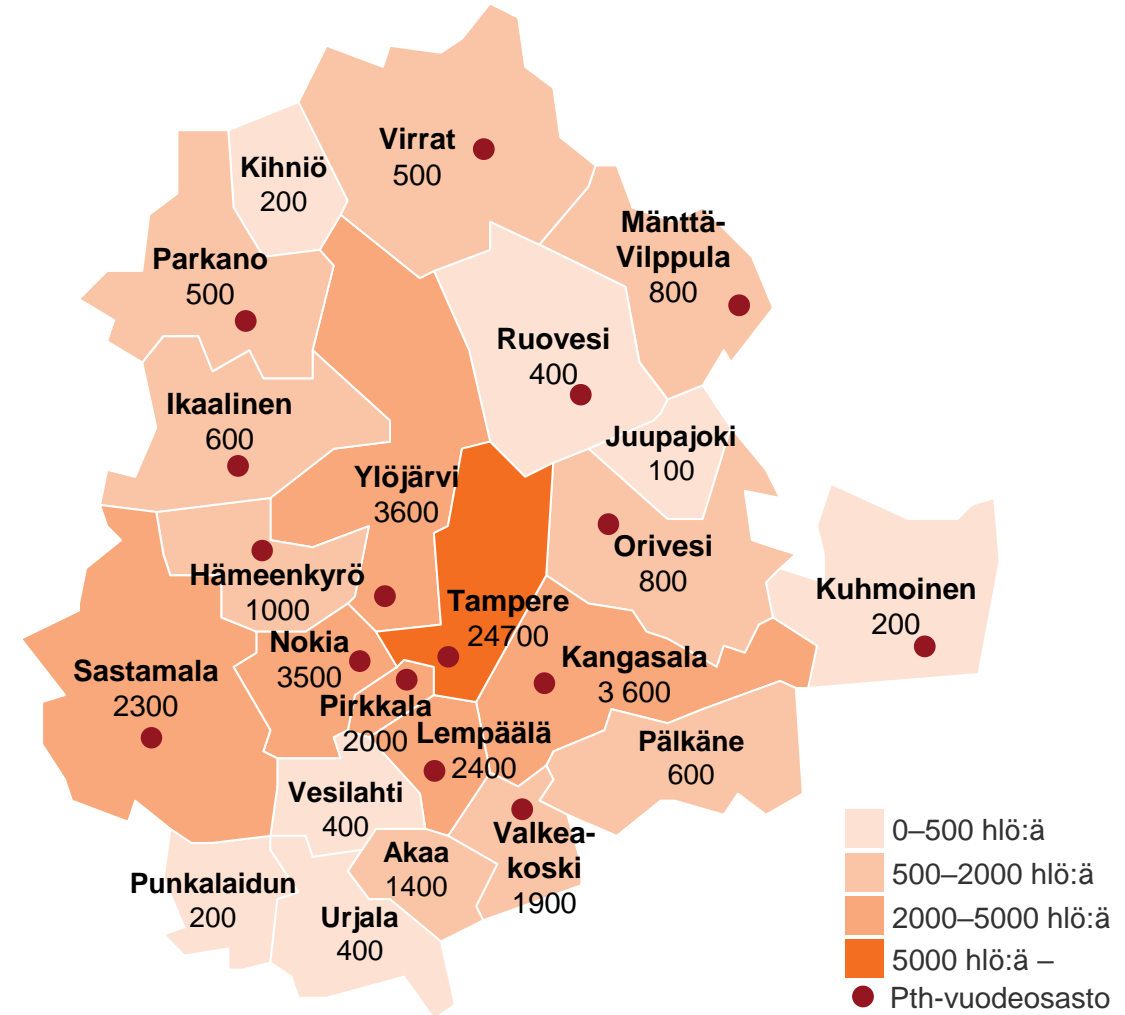 Virrat
500
Kihniö
200
Mänttä-
Vilppula
800
Parkano
500
Ruovesi
400
Ikaalinen
600
Juupajoki
100
Ylöjärvi
3600
Orivesi
800
Hämeenkyrö
1000
Kuhmoinen
200
Tampere
24700
Nokia
3500
Kangasala
3 600
Sastamala
2300
Pirkkala
2000
Lempäälä
2400
Pälkäne
600
Vesilahti
400
Valkea-
koski
1900
Akaa
1400
Punkalaidun
200
Urjala
400
0–500 hlö:ä
500–2000 hlö:ä
2000–5000 hlö:ä
5000 hlö:ä –
Pth-vuodeosasto